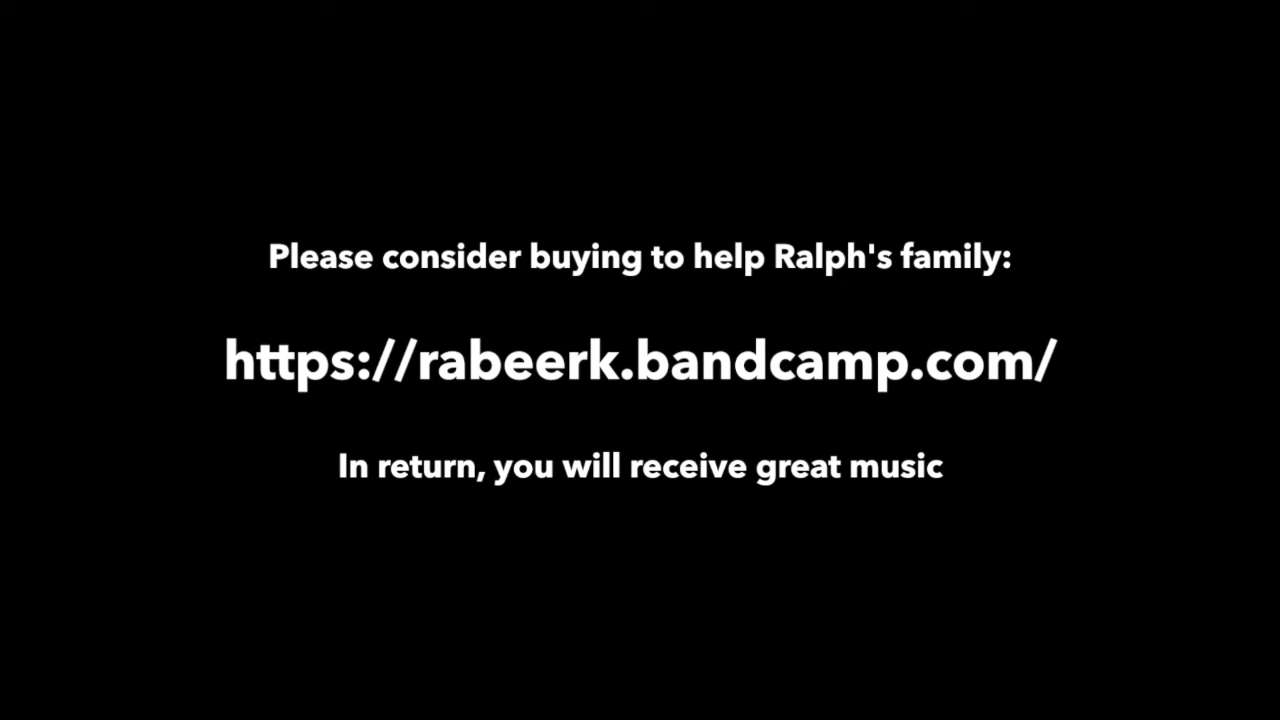 Please consider buying to help Ralph's family:
https://rabeerk.bandcamp.com/
In return, you will receive great music